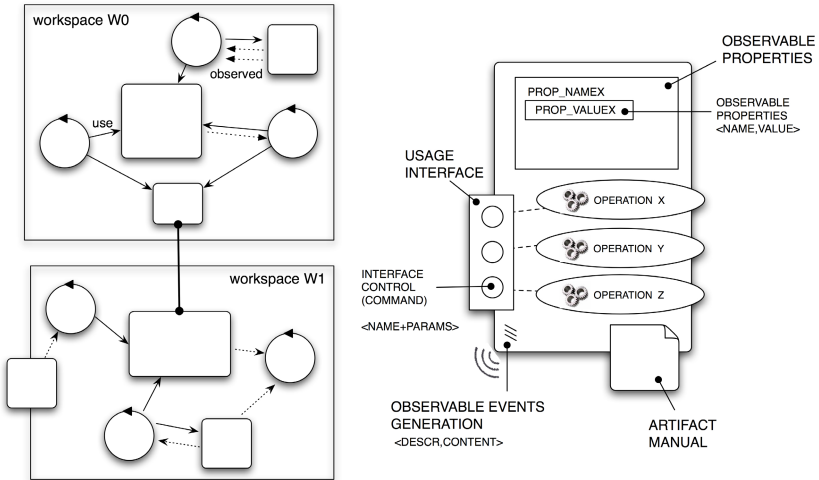 workspace W0
observed
use
workspace W1
OBSERVABLE
PROPERTIES
PROP_NAMEX
PROP_VALUEX
OBSERVABLE
PROPERTIES
<NAME,VALUE>
USAGE
INTERFACE
OPERATION X
OPERATION Y
OPERATION Z
INTERFACE
CONTROL
(COMMAND)
<NAME+PARAMS>
OBSERVABLE EVENTS
GENERATION
<DESCR,CONTENT>
ARTIFACT
MANUAL